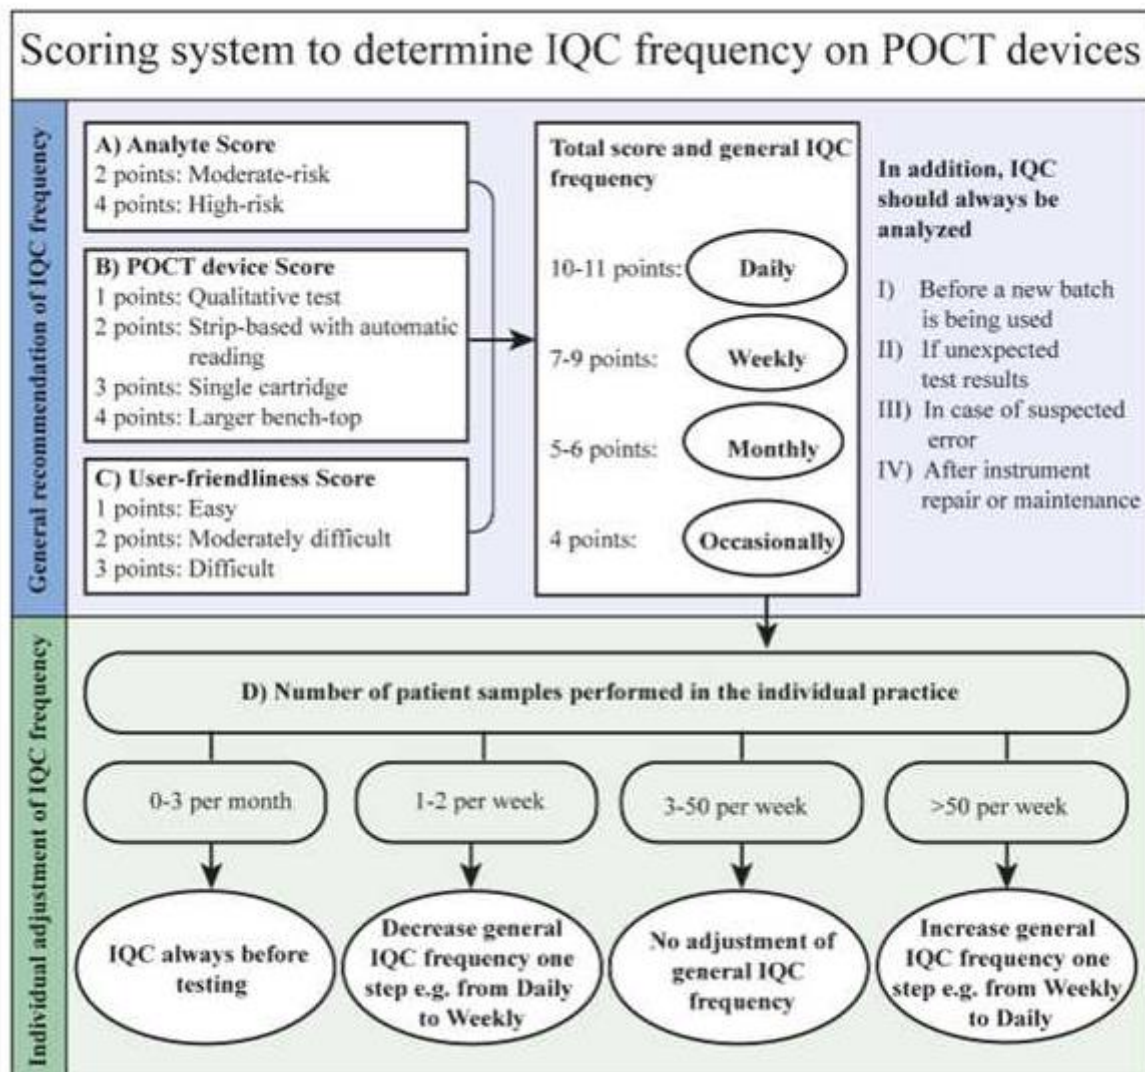 Scoring system to determine IQC frequency on POCT devices
General recommendation of IQC frequency
A) Analyte Score
2 points: Moderate-risk
4 points: High-risk
B) POCT device Score
1 points: Qualitative test
2 points: Strip-based with automatic
reading
3 points: Single cartridge
4 points: Larger bench-top
C) User-friendliness Score
1 points: Easy
2 points: Moderately difficult
3 points: Difficult
Total score and general IQC
frequency
10-11 points: Daily
7-9 points: Weekly
5-6 points: Monthly
4 points: Occasionally
In addition, IQC
should always be
analyzed
I) Before a new batch
is being used
II) If unexpected
test results
III) In case of suspected
error
IV) After instrument
repair or maintenance
Individual adjustment of IQC frequency
D) Number of patient samples performed in the individual practice
0-3 per month
1-2 per week
3-50 per week
>50 per week
IQC always before
testing
Decrease general
IQC frequency one
step e.g. from Daily
to Weekly
No adjustment of
general IQC
frequency
Increase general
IQC frequency one
step e.g. from Weekly
to Daily